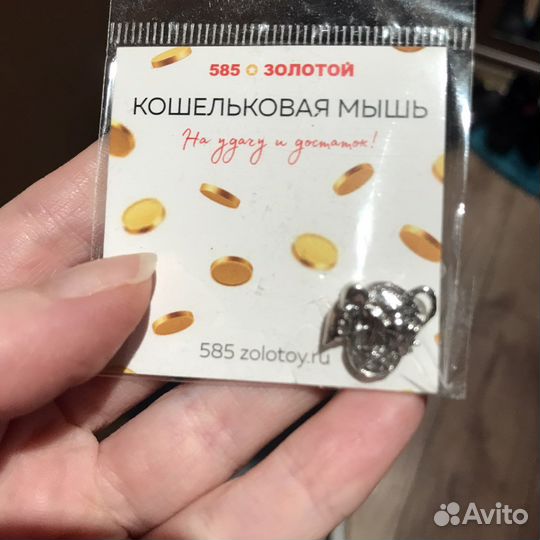 585 ЗОЛОТОЙ
КОШЕЛЬКОВАЯ МЫШЬ
На удачу и достаток!
585 zolotoy.ru
Avito